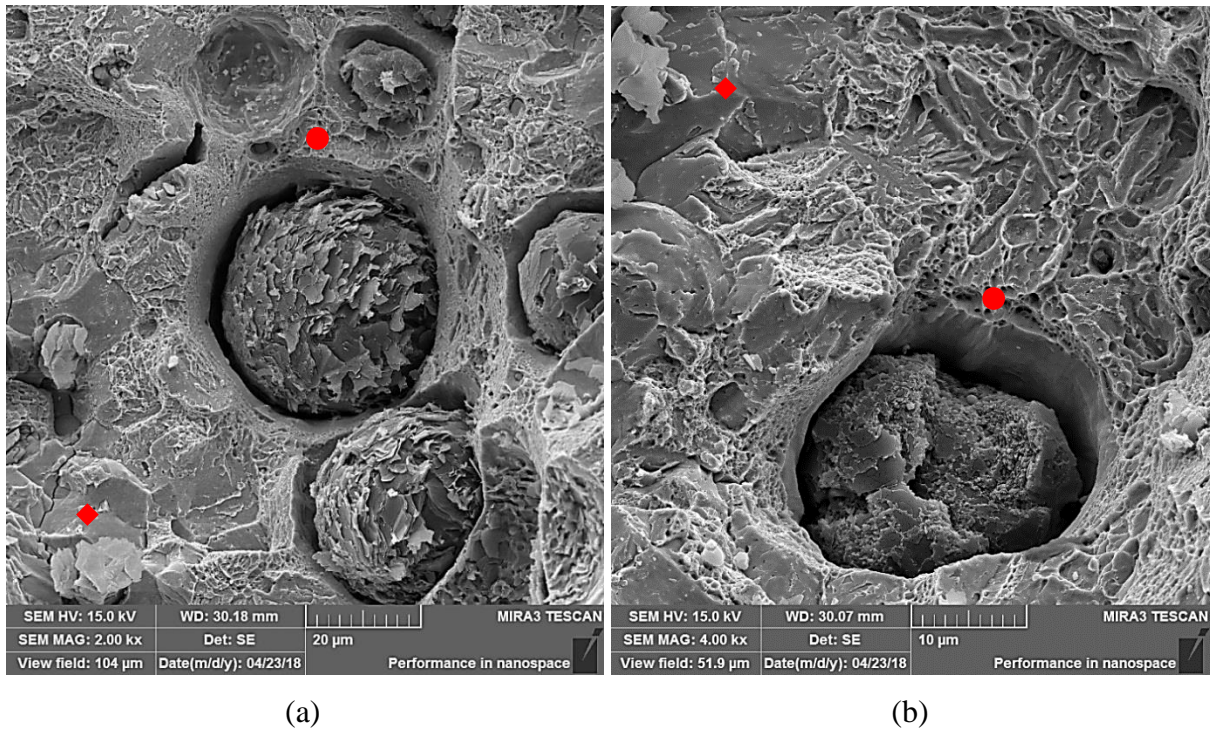 SEM HV: 15.0 kV WD: 30.18 mm MIRA3 TESCAN
SEM MAG: 2.00 kx Det: SE 20 µm
View field: 104 µm Date(m/d/y): 04/23/18 Performance in nanospace
SEM HV: 15.0 kV WD: 30.07 mm MIRA3 TESCAN
SEM MAG: 4.00 kx Det: SE 10 µm
View field: 51.9 µm Date(m/d/y): 04/23/18 Performance in nanospace
(a)
(b)